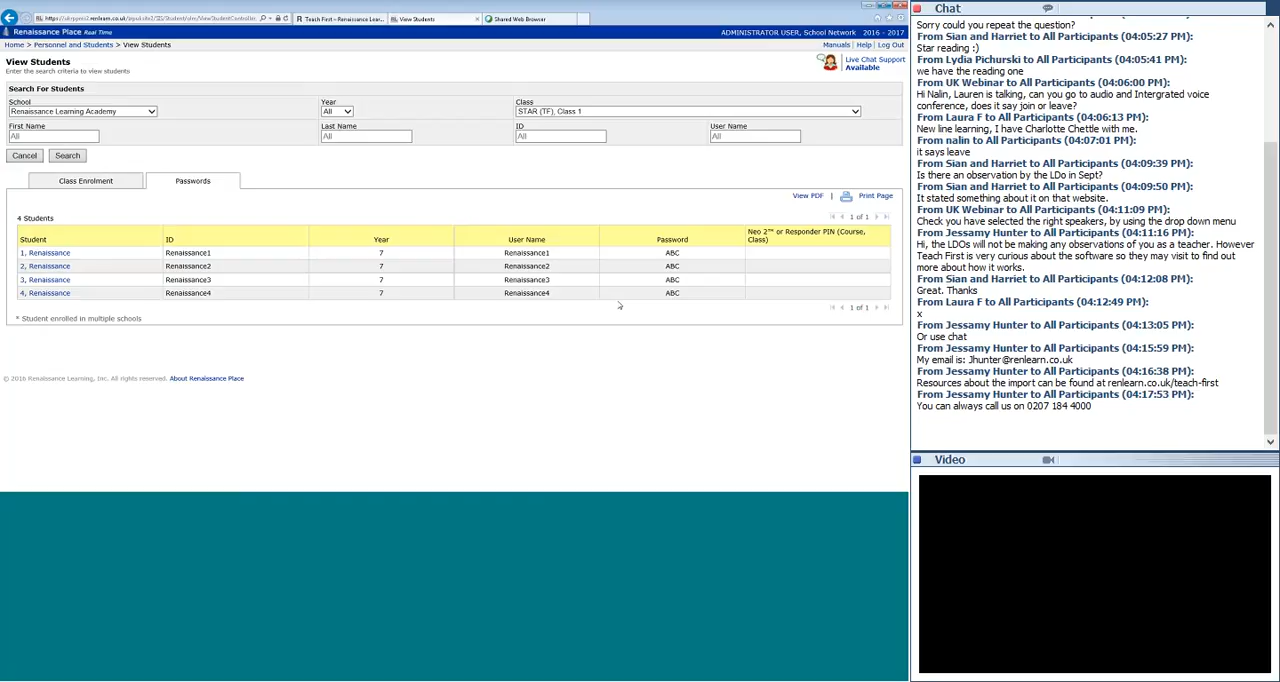 https://ukrpprni2.renlearn.co.uk/
Teach First – Renaissance Lear...
View Students
Shared Web Browser
Renaissance Place Real Time
ADMINISTRATOR USER, School Network 2016 - 2017
Home > Personnel and Students > View Students
Manuals | Help | Log Out
View Students
Enter the search criteria to view students
Live Chat Support
Available
Search For Students
School
Year
Class
Renaissance Learning Academy
All
STAR (TF), Class 1
First Name
Last Name
ID
User Name
All
All
All
All
Cancel
Search
Class Enrolment
Passwords
View PDF | Print Page
4 Students
1 of 1
Student
ID
Year
User Name
Password
Neo 2™ or Responder PIN (Course, Class)
1, Renaissance Renaissance1 7 Renaissance1 ABC
2, Renaissance Renaissance2 7 Renaissance2 ABC
3, Renaissance Renaissance3 7 Renaissance3 ABC
4, Renaissance Renaissance4 7 Renaissance4 ABC
1 of 1
* Student enrolled in multiple schools
© 2016 Renaissance Learning, Inc. All rights reserved. About Renaissance Place
Chat
Sorry could you repeat the question?
From Sian and Harriet to All Participants (04:05:27 PM):
Star reading :)
From Lydia Pichurski to All Participants (04:05:41 PM):
we have the reading one
From UK Webinar to All Participants (04:06:00 PM):
Hi Nalin, Lauren is talking, can you go to audio and Intergrated voice
conference, does it say join or leave?
From Laura F to All Participants (04:06:13 PM):
New line learning, I have Charlotte Chettle with me.
From nalin to All Participants (04:07:01 PM):
it says leave
From Sian and Harriet to All Participants (04:09:39 PM):
Is there an observation by the LDo in Sept?
From Sian and Harriet to All Participants (04:09:50 PM):
It stated something about it on that website.
From UK Webinar to All Participants (04:11:09 PM):
Check you have selected the right speakers, by using the drop down menu
From Jessamy Hunter to All Participants (04:11:16 PM):
Hi, the LDOs will not be making any observations of you as a teacher. However
Teach First is very curious about the software so they may visit to find out
more about how it works.
From Sian and Harriet to All Participants (04:12:08 PM):
Great. Thanks
From Laura F to All Participants (04:12:49 PM):
x
From Jessamy Hunter to All Participants (04:13:05 PM):
Or use chat
From Jessamy Hunter to All Participants (04:15:59 PM):
My email is: Jhunter@renlearn.co.uk
From Jessamy Hunter to All Participants (04:16:38 PM):
Resources about the import can be found at renlearn.co.uk/teach-first
From Jessamy Hunter to All Participants (04:17:53 PM):
You can always call us on 0207 184 4000
Video